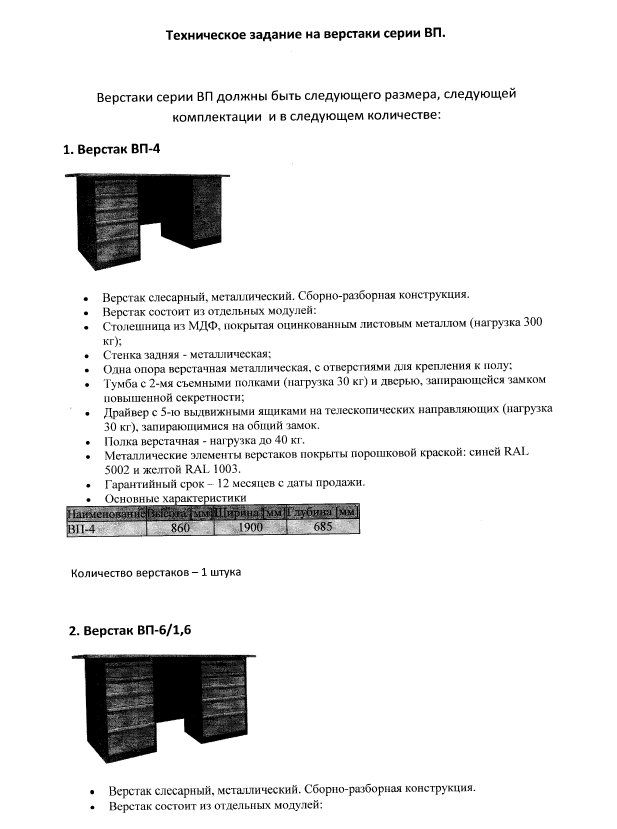 Техническое задание на верстаки серии ВП.
Верстаки серии ВП должны быть следующего размера, следующей
комплектации и в следующем количестве:
1. Верстак ВП-4
• Верстак слесарный, металлический. Сборно-разборная конструкция.
• Верстак состоит из отдельных модулей:
• Столешница из МДФ, покрытая оцинкованным листовым металлом (нагрузка 300
кг);
• Стенка задняя - металлическая;
• Одна опора верстачная металлическая, с отверстиями для крепления к полу;
• Тумба с 2-мя съемными полками (нагрузка 30 кг) и дверью, запирающейся замком
повышенной секретности;
• Драйвер с 5-ю выдвижными ящиками на телескопических направляющих (нагрузка
30 кг), запирающимися на общий замок.
• Полка верстачная - нагрузка до 40 кг.
• Металлические элементы верстаков покрыты порошковой краской: синей RAL
5002 и желтой RAL 1003.
• Гарантийный срок – 12 месяцев с даты продажи.
• Основные характеристики
Наименование Высота [мм] Ширина [мм] Глубина [мм]
ВП-4 860 1900 685
Количество верстаков – 1 штука
2. Верстак ВП-6/1,6
• Верстак слесарный, металлический. Сборно-разборная конструкция.
• Верстак состоит из отдельных модулей: